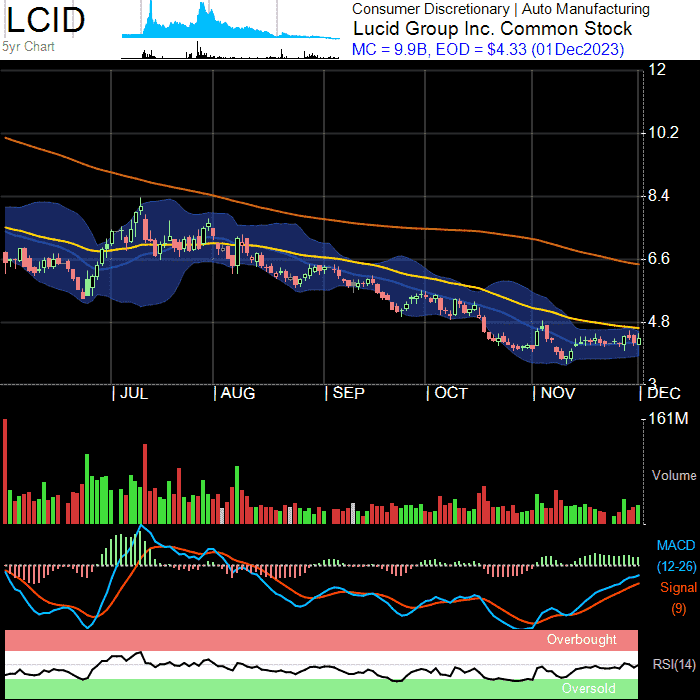 LCID
5yr Chart
Consumer Discretionary | Auto Manufacturing
Lucid Group Inc. Common Stock
MC = 9.9B, EOD = $4.33 (01Dec2023)
12
10.2
8.4
6.6
4.8
3
| JUL | AUG | SEP | OCT | NOV | DEC
161M
Volume
MACD
(12-26)
Signal
(9)
Overbought
RSI(14)
Oversold